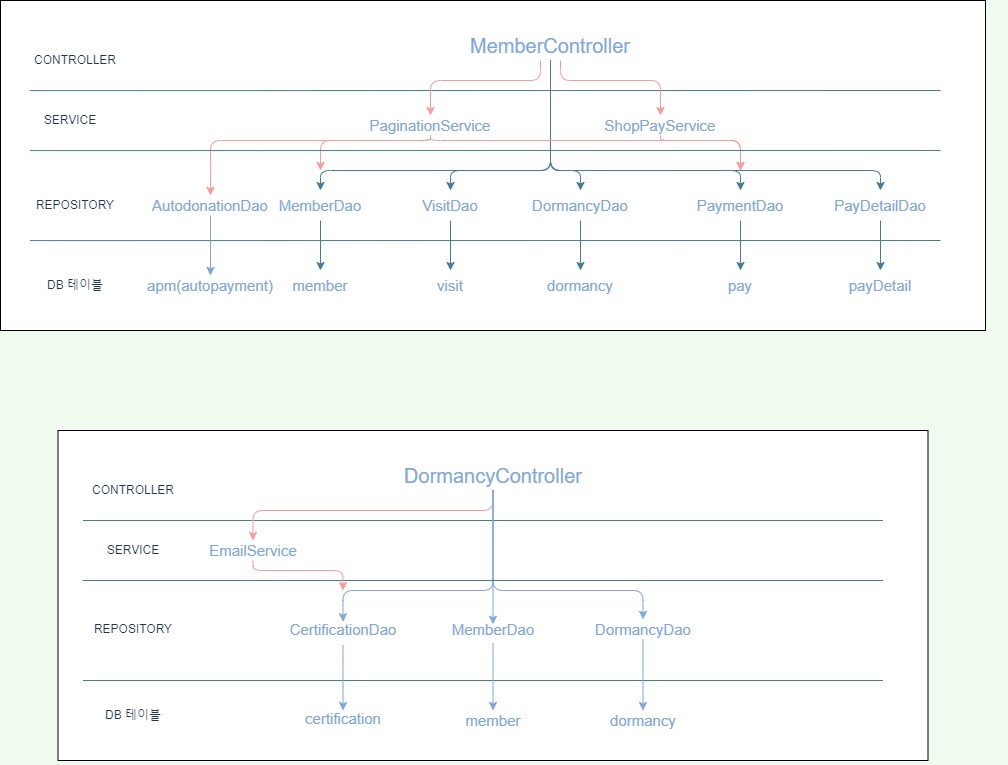 MemberController
CONTROLLER
SERVICE
PaginationService ShopPayService
REPOSITORY AutodonationDao MemberDao VisitDao DormancyDao PaymentDao PayDetailDao
DB 테이블 apm(autopayment) member visit dormancy pay payDetail
DormancyController
CONTROLLER
SERVICE EmailService
REPOSITORY CertificationDao MemberDao DormancyDao
DB 테이블 certification member dormancy